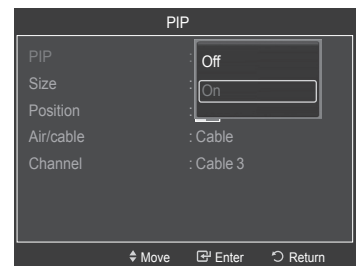 PIP
PIP :
Off
Size :
On
Position :
Air/cable : Cable
Channel : Cable 3
Move Enter Return